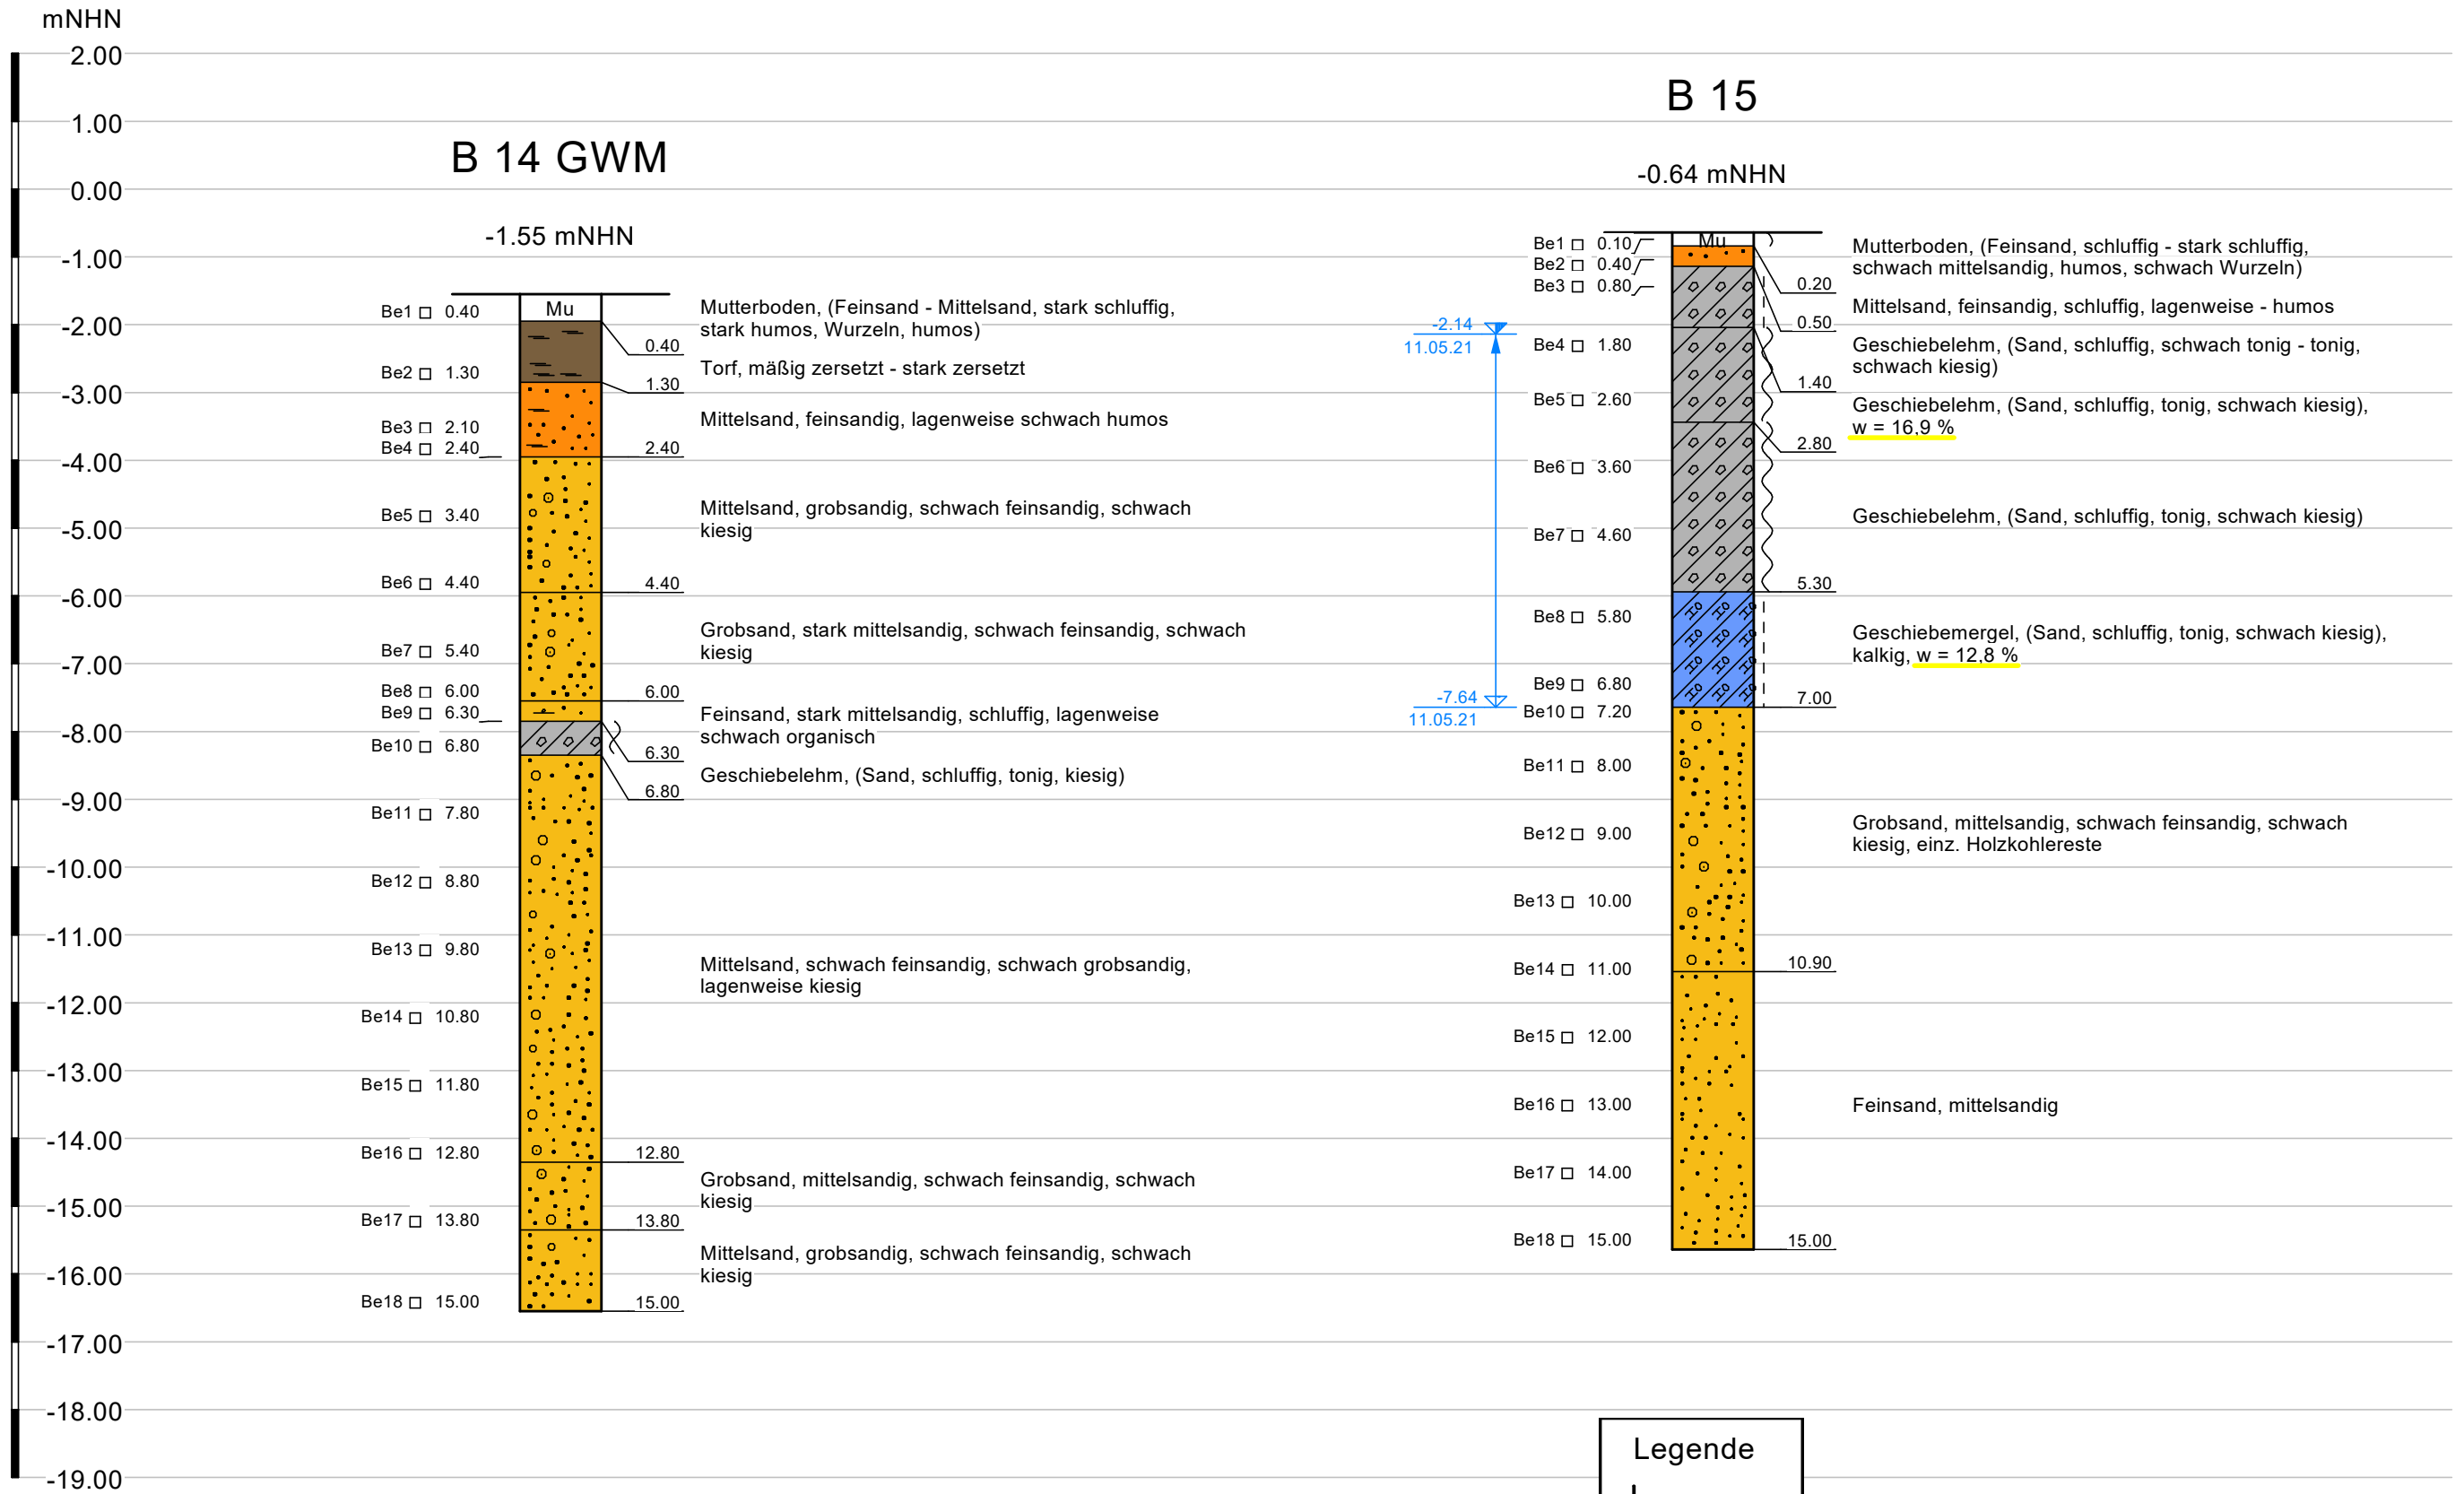 mNHN
2.00
1.00
0.00
-1.00
-2.00
-3.00
-4.00
-5.00
-6.00
-7.00
-8.00
-9.00
-10.00
-11.00
-12.00
-13.00
-14.00
-15.00
-16.00
-17.00
-18.00
-19.00
B 14 GWM
-1.55 mNHN
Be1 0.40
Be2 1.30
Be3 2.10
Be4 2.40
Be5 3.40
Be6 4.40
Be7 5.40
Be8 6.00
Be9 6.30
Be10 6.80
Be11 7.80
Be12 8.80
Be13 9.80
Be14 10.80
Be15 11.80
Be16 12.80
Be17 13.80
Be18 15.00
Mu
0.40
1.30
2.40
4.40
6.00
6.30
6.80
12.80
13.80
15.00
Mutterboden, (Feinsand - Mittelsand, stark schluffig,
stark humos, Wurzeln, humos)
Torf, mäßig zersetzt - stark zersetzt
Mittelsand, feinsandig, lagenweise schwach humos
Mittelsand, grobsandig, schwach feinsandig, schwach
kiesig
Grobsand, stark mittelsandig, schwach feinsandig, schwach
kiesig
Feinsand, stark mittelsandig, schluffig, lagenweise
schwach organisch
Geschiebelehm, (Sand, schluffig, tonig, kiesig)
Mittelsand, schwach feinsandig, schwach grobsandig,
lagenweise kiesig
Grobsand, mittelsandig, schwach feinsandig, schwach
kiesig
Mittelsand, grobsandig, schwach feinsandig, schwach
kiesig
B 15
-0.64 mNHN
-2.14
11.05.21
-7.64
11.05.21
Be1 0.10
Be2 0.40
Be3 0.80
Be4 1.80
Be5 2.60
Be6 3.60
Be7 4.60
Be8 5.80
Be9 6.80
Be10 7.20
Be11 8.00
Be12 9.00
Be13 10.00
Be14 11.00
Be15 12.00
Be16 13.00
Be17 14.00
Be18 15.00
Mu
0.20
0.50
1.40
2.80
5.30
7.00
10.90
15.00
Mutterboden, (Feinsand, schluffig - stark schluffig,
schwach mittelsandig, humos, schwach Wurzeln)
Mittelsand, feinsandig, schluffig, lagenweise - humos
Geschiebelehm, (Sand, schluffig, schwach tonig - tonig,
schwach kiesig)
Geschiebelehm, (Sand, schluffig, tonig, schwach kiesig),
w = 16,9 %
Geschiebelehm, (Sand, schluffig, tonig, schwach kiesig)
Geschiebemergel, (Sand, schluffig, tonig, schwach kiesig),
kalkig, w = 12,8 %
Grobsand, mittelsandig, schwach feinsandig, schwach
kiesig, einz. Holzkohlereste
Feinsand, mittelsandig
Legende